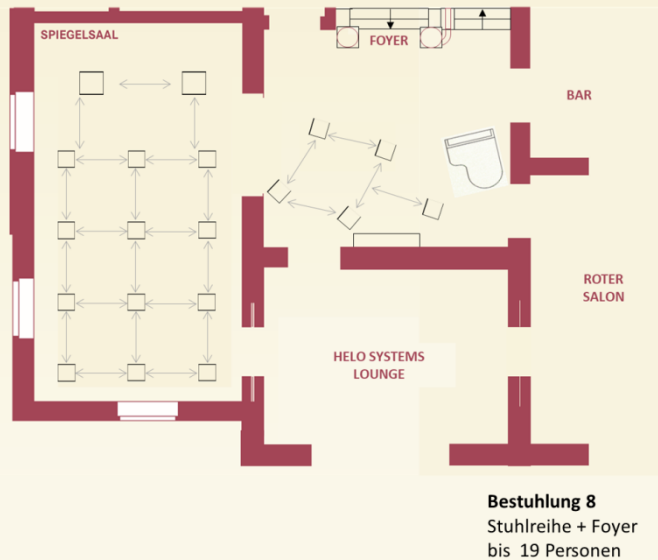 SPIEGELSAAL
FOYER
BAR
ROTER
SALON
HELO SYSTEMS
LOUNGE
Bestuhlung 8
Stuhlreihe + Foyer
bis 19 Personen